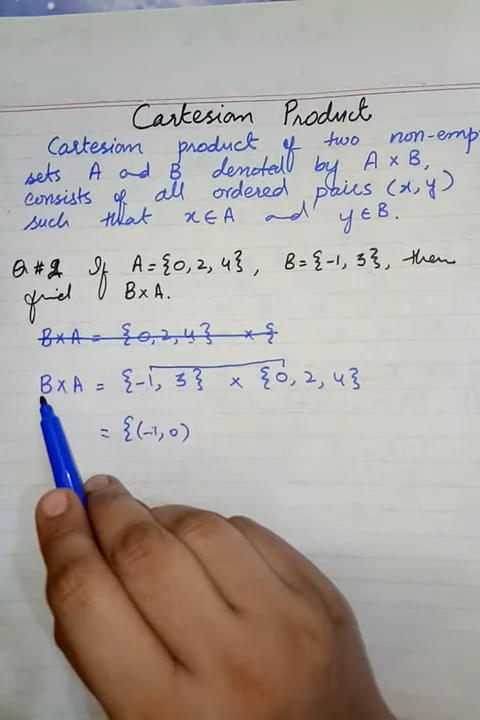 Cartesian Product
Cartesian product of two non-emp
sets A and B denoted by A × B,
consists of all ordered pairs (x, y)
such that x ∈ A and y ∈ B.
Q #2 If A = {0, 2, 4}, B = {-1, 3}, then
find B×A.
B×A = {0, 2, 4} × {
B×A = {-1, 3} × {0, 2, 4}
= {(-1, 0)